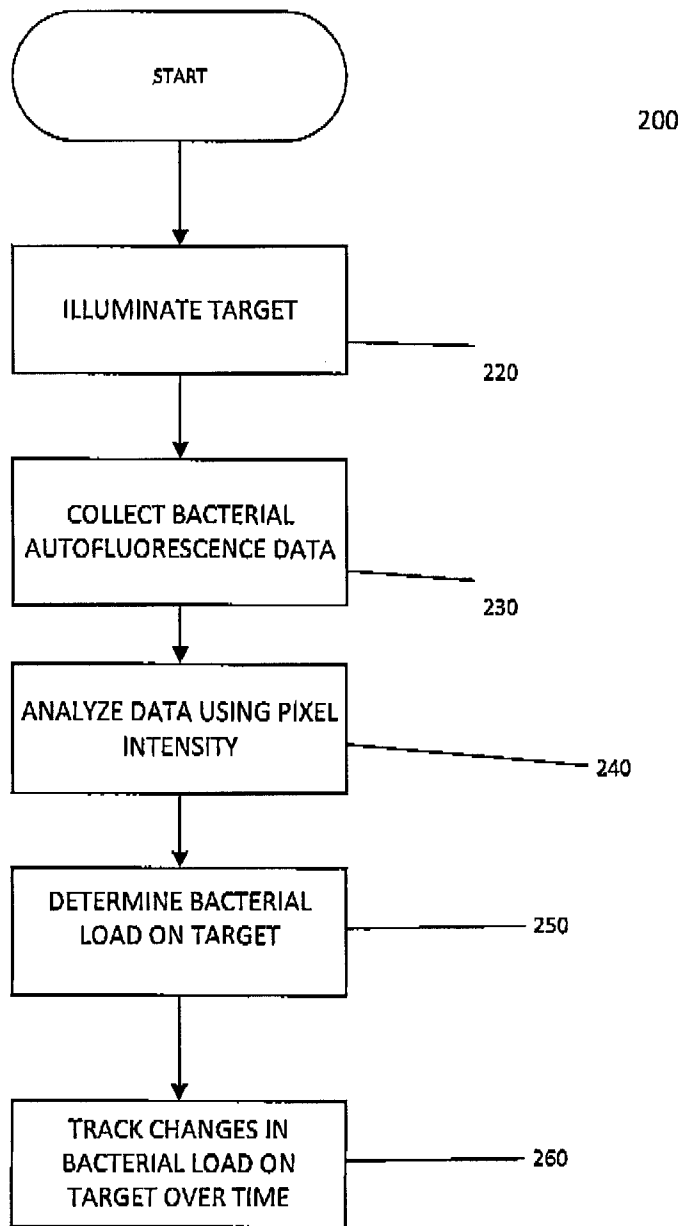 START
200
ILLUMINATE TARGET
220
COLLECT BACTERIAL
AUTOFLUORESCENCE DATA
230
ANALYZE DATA USING PIXEL
INTENSITY
240
DETERMINE BACTERIAL
LOAD ON TARGET
250
TRACK CHANGES IN
BACTERIAL LOAD ON
TARGET OVER TIME
260